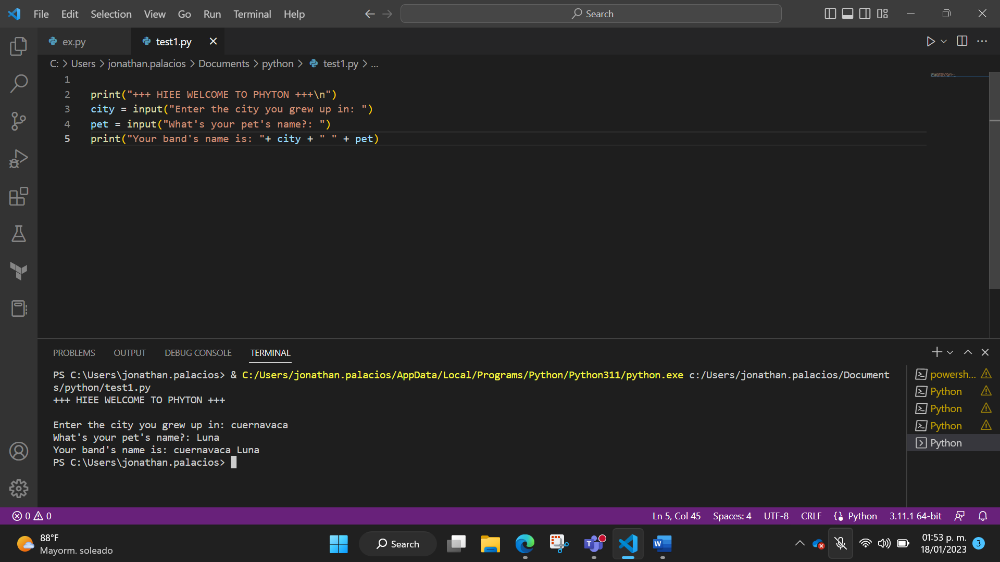 File Edit Selection View Go Run Terminal Help
Search
ex.py
test1.py
C: > Users > jonathan.palacios > Documents > python > test1.py > ...
1
2 print("+++ HIEE WELCOME TO PHYTON +++\n")
3 city = input("Enter the city you grew up in: ")
4 pet = input("What's your pet's name?: ")
5 print("Your band's name is: "+ city + " " + pet)
PROBLEMS OUTPUT DEBUG CONSOLE TERMINAL
PS C:\Users\jonathan.palacios> & C:/Users/jonathan.palacios/AppData/Local/Programs/Python/Python311/python.exe c:/Users/jonathan.palacios/Document
s/python/test1.py
+++ HIEE WELCOME TO PHYTON +++
Enter the city you grew up in: cuernavaca
What's your pet's name?: Luna
Your band's name is: cuernavaca Luna
PS C:\Users\jonathan.palacios>
powersh...
Python
Python
Python
Python
0 0
Ln 5, Col 45 Spaces: 4 UTF-8 CRLF Python 3.11.1 64-bit
88°F
Mayorm. soleado
Search
T
W
01:53 p. m.
18/01/2023
3